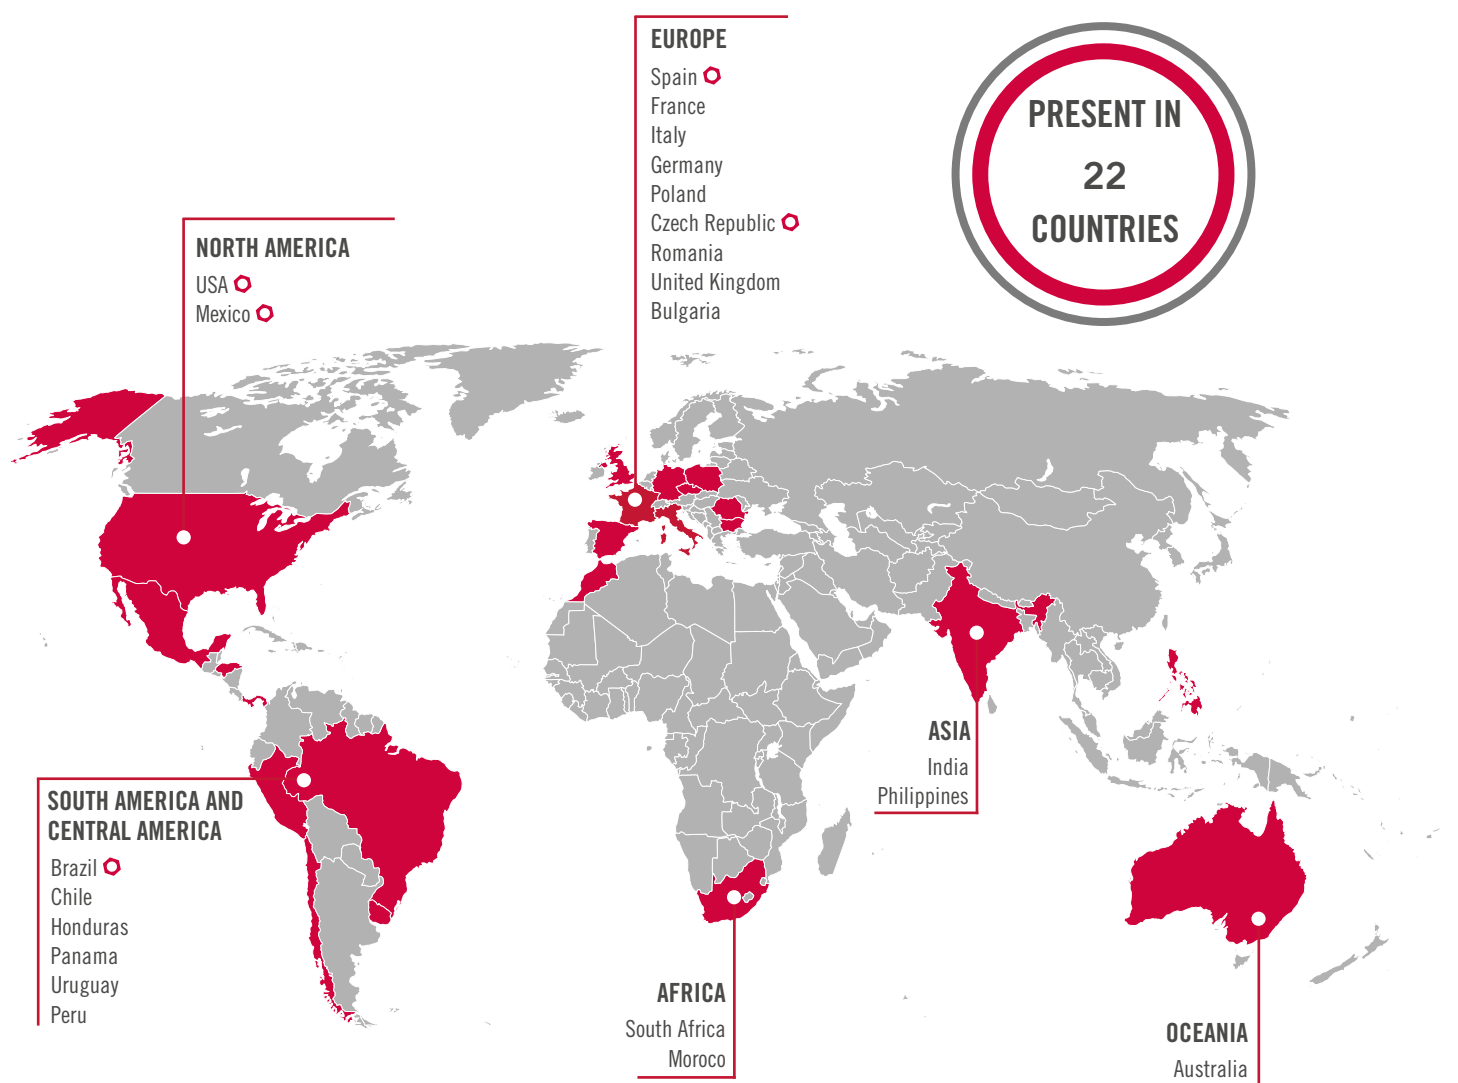 EUROPE
Spain
France
Italy
Germany
Poland
Czech Republic
Romania
United Kingdom
Bulgaria
PRESENT IN
22
COUNTRIES
NORTH AMERICA
USA
Mexico
ASIA
India
Philippines
SOUTH AMERICA AND
CENTRAL AMERICA
Brazil
Chile
Honduras
Panama
Uruguay
Peru
AFRICA
South Africa
Moroco
OCEANIA
Australia